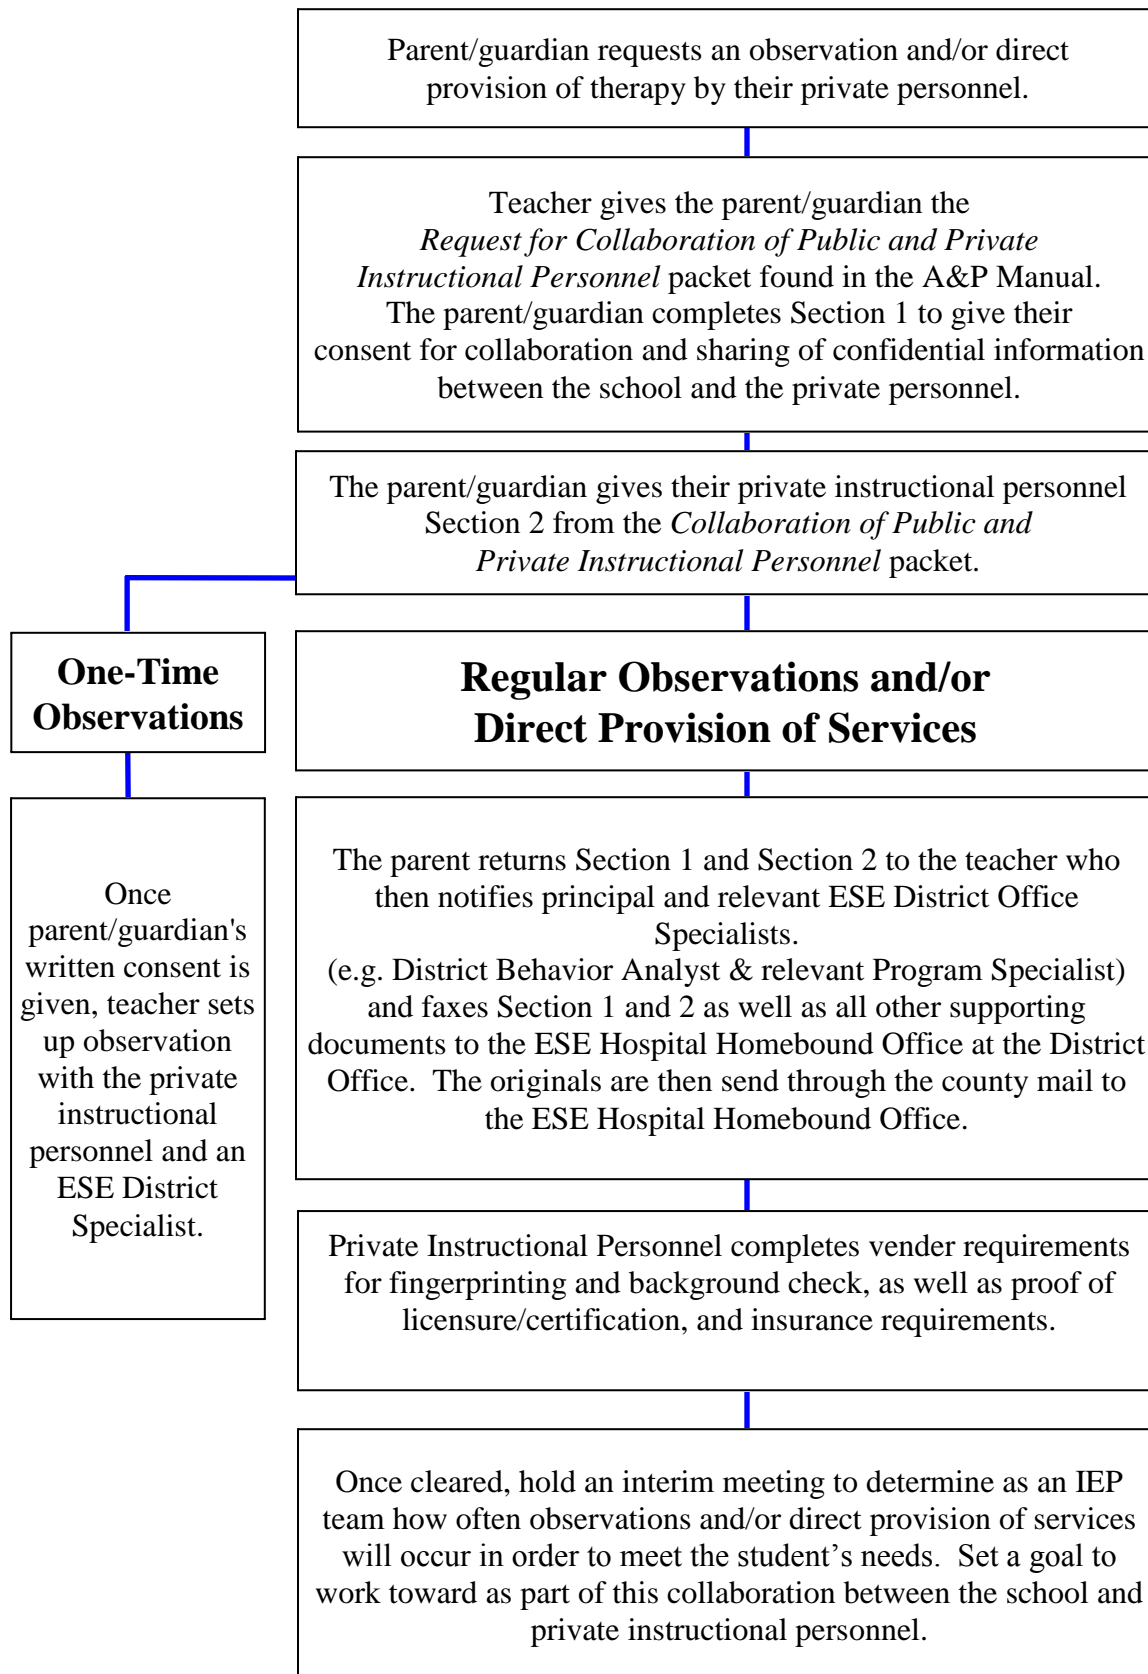 Parent/guardian requests an observation and/or direct
provision of therapy by their private personnel.
Teacher gives the parent/guardian the
Request for Collaboration of Public and Private
Instructional Personnel packet found in the A&P Manual.
The parent/guardian completes Section 1 to give their
consent for collaboration and sharing of confidential information
between the school and the private personnel.
The parent/guardian gives their private instructional personnel
Section 2 from the Collaboration of Public and
Private Instructional Personnel packet.
One-Time
Observations
Once
parent/guardian's
written consent is
given, teacher sets
up observation
with the private
instructional
personnel and an
ESE District
Specialist.
Regular Observations and/or
Direct Provision of Services
The parent returns Section 1 and Section 2 to the teacher who
then notifies principal and relevant ESE District Office
Specialists.
(e.g. District Behavior Analyst & relevant Program Specialist)
and faxes Section 1 and 2 as well as all other supporting
documents to the ESE Hospital Homebound Office at the District
Office.  The originals are then send through the county mail to
the ESE Hospital Homebound Office.
Private Instructional Personnel completes vender requirements
for fingerprinting and background check, as well as proof of
licensure/certification, and insurance requirements.
Once cleared, hold an interim meeting to determine as an IEP
team how often observations and/or direct provision of services
will occur in order to meet the student’s needs.  Set a goal to
work toward as part of this collaboration between the school and
private instructional personnel.